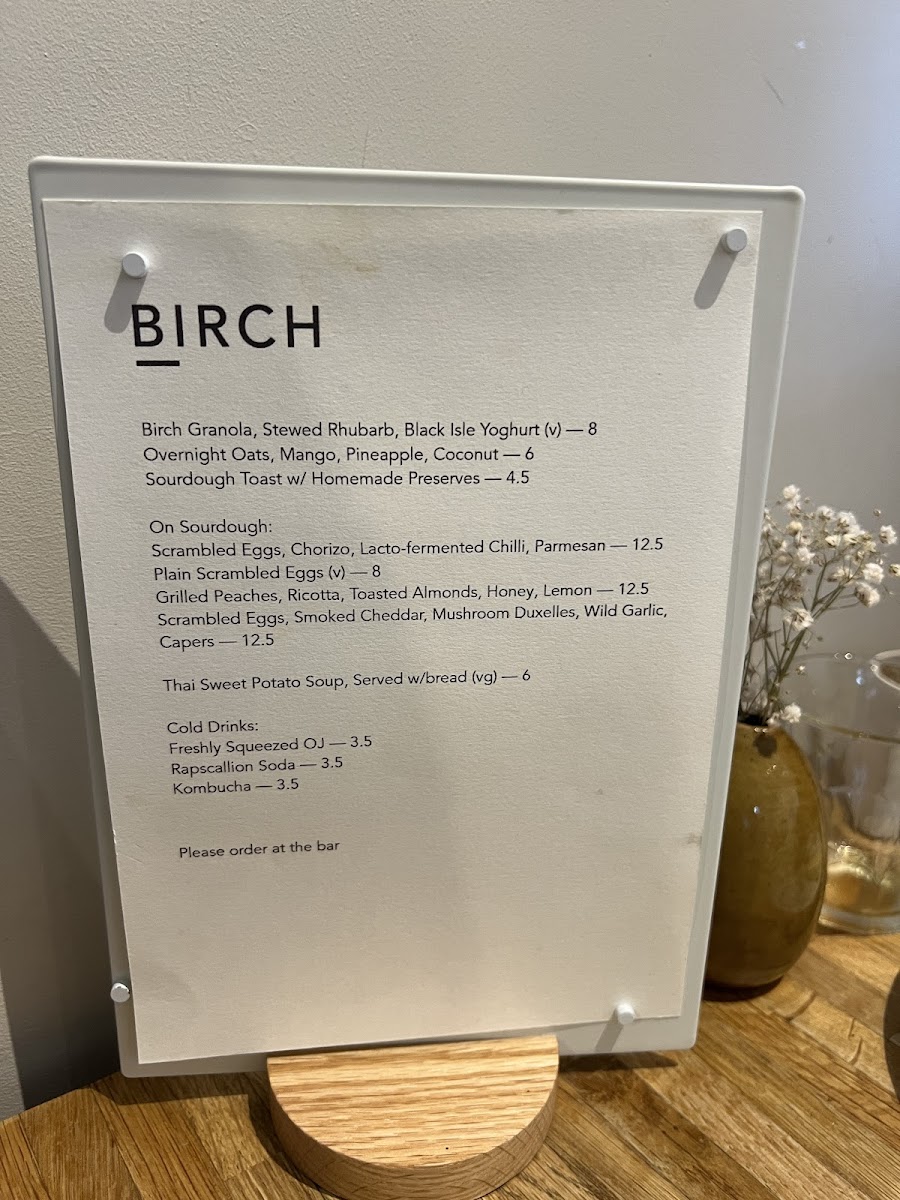 BIRCH
Birch Granola, Stewed Rhubarb, Black Isle Yoghurt (v) — 8
Overnight Oats, Mango, Pineapple, Coconut — 6
Sourdough Toast w/ Homemade Preserves — 4.5
On Sourdough:
Scrambled Eggs, Chorizo, Lacto-fermented Chilli, Parmesan — 12.5
Plain Scrambled Eggs (v) — 8
Grilled Peaches, Ricotta, Toasted Almonds, Honey, Lemon — 12.5
Scrambled Eggs, Smoked Cheddar, Mushroom Duxelles, Wild Garlic,
Capers — 12.5
Thai Sweet Potato Soup, Served w/bread (vg) — 6
Cold Drinks:
Freshly Squeezed OJ — 3.5
Rapscallion Soda — 3.5
Kombucha — 3.5
Please order at the bar